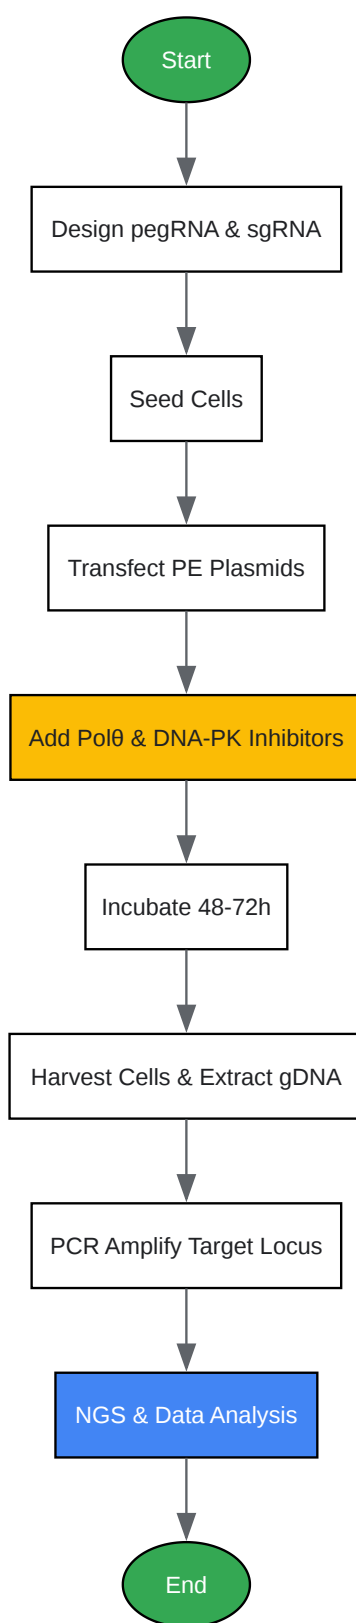 Start
Design pegRNA & sgRNA
Seed Cells
Transfect PE Plasmids
Add Polθ & DNA-PK Inhibitors
Incubate 48-72h
Harvest Cells & Extract gDNA
PCR Amplify Target Locus
NGS & Data Analysis
End